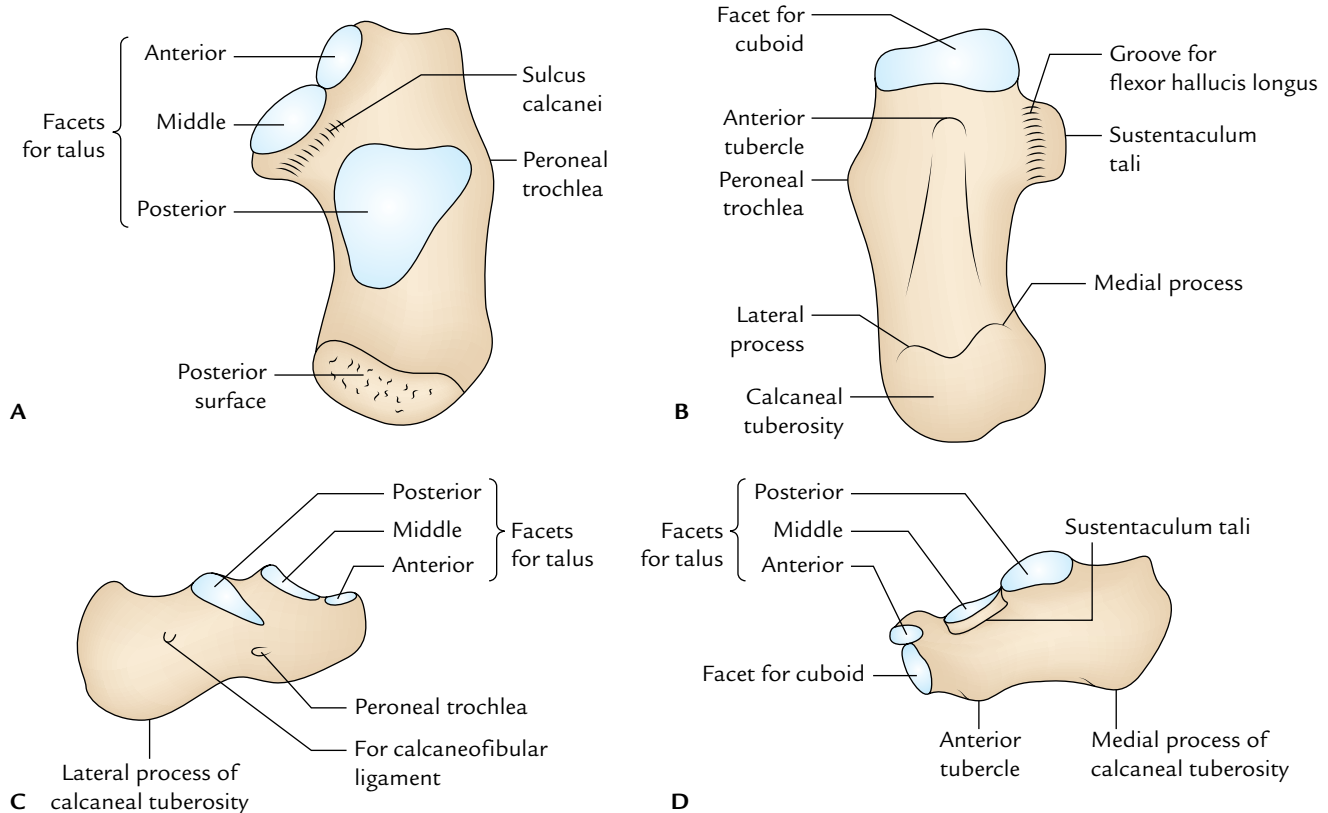 Anterior
Middle
Facets
for talus
Posterior
Sulcus
calcanei
Peroneal
trochlea
Posterior
surface
A
Facet for
cuboid
Groove for
flexor hallucis longus
Anterior
tubercle
Sustentaculum
tali
Peroneal
trochlea
Medial process
Lateral
process
Calcaneal
tuberosity
B
Posterior
Middle
Anterior
Facets
for talus
Peroneal trochlea
For calcaneofibular
ligament
Lateral process of
calcaneal tuberosity
C
Posterior
Middle
Anterior
Facets
for talus
Sustentaculum tali
Facet for cuboid
Anterior
tubercle
Medial process of
calcaneal tuberosity
D